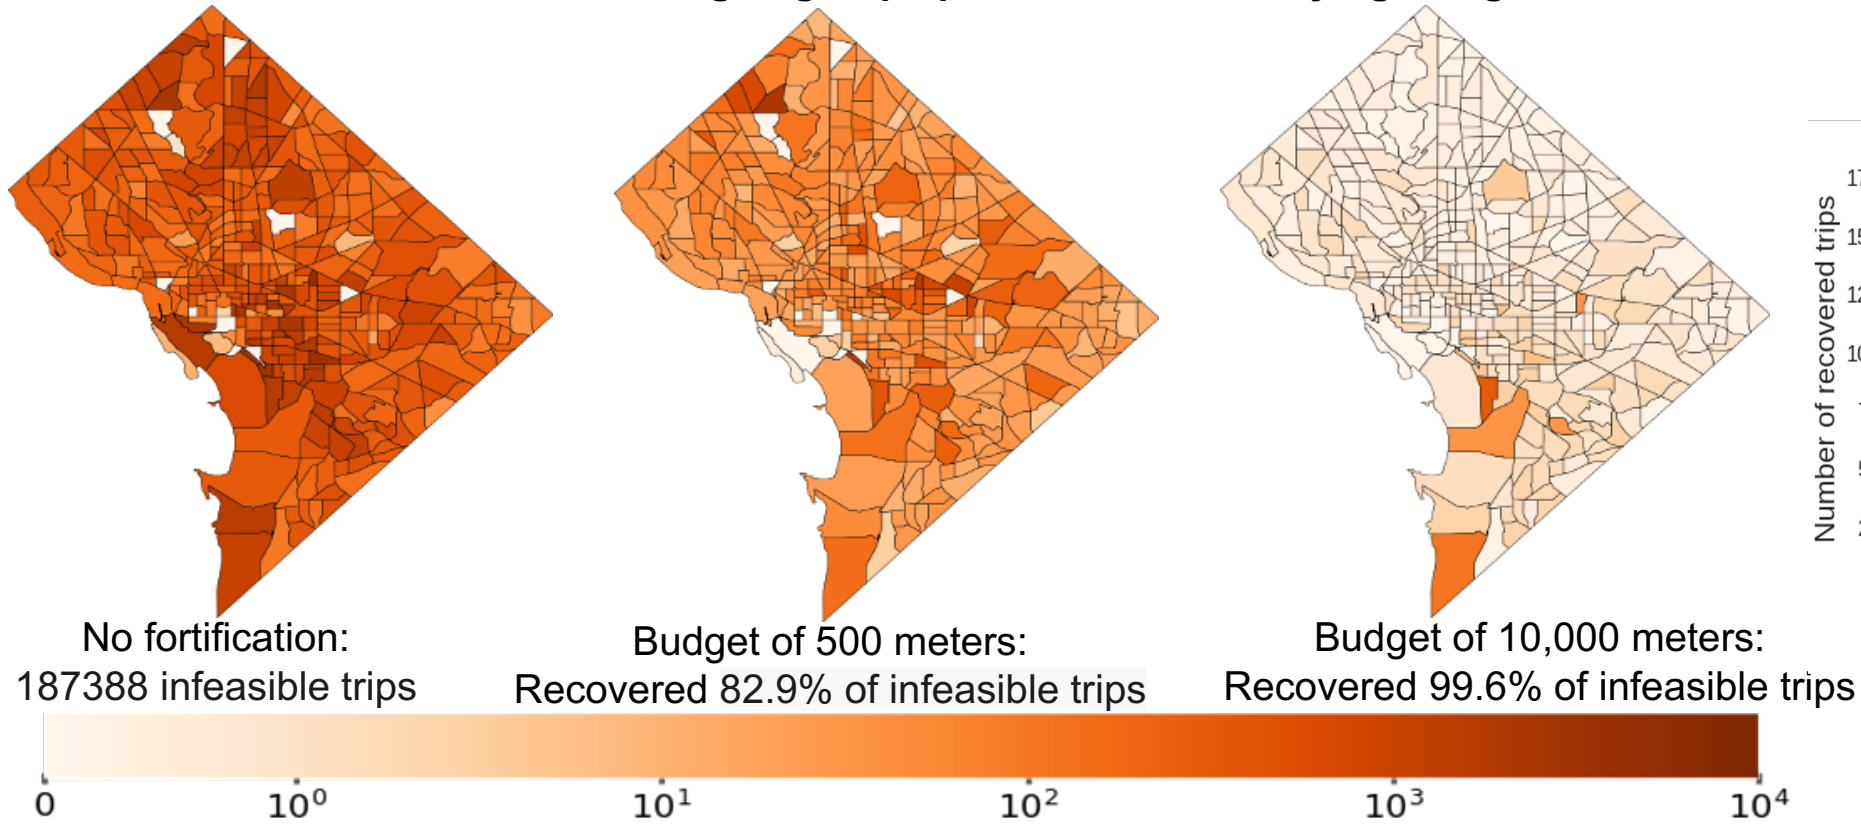 No fortification:
187388 infeasible trips
Budget of 500 meters:
Recovered 82.9% of infeasible trips
Budget of 10,000 meters:
Recovered 99.6% of infeasible trips
0 10⁰ 10¹ 10² 10³ 10⁴
Number of recovered trips